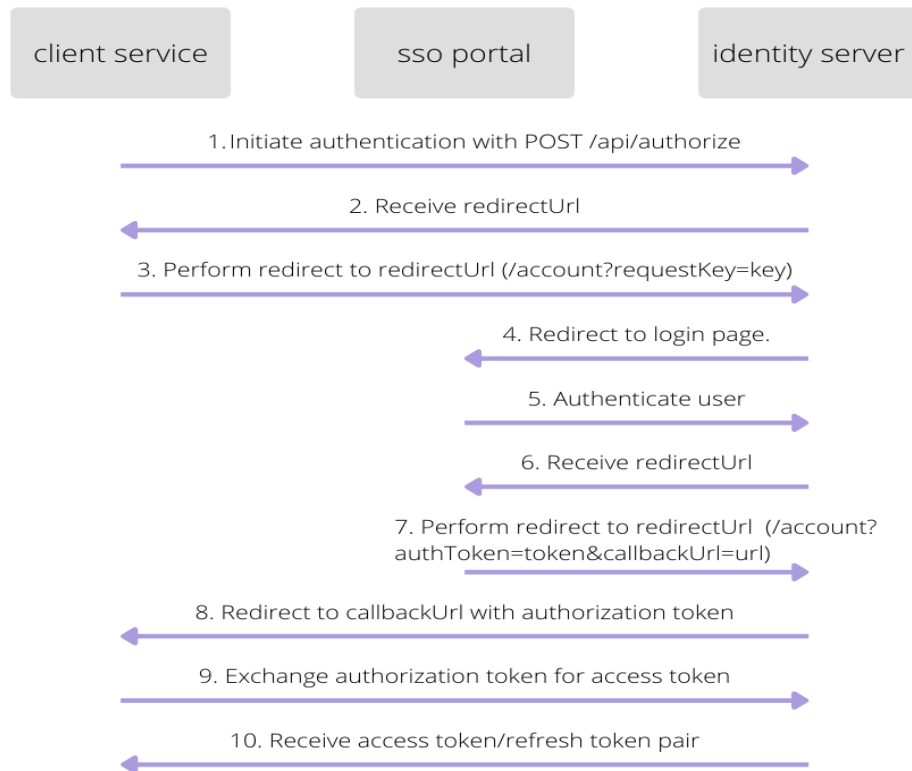 client service
sso portal
identity server
1.Initiate authentication with POST /api/authorize
2. Receive redirectUrl
3. Perform redirect to redirectUrl (/account?requestKey=key)
4. Redirect to login page.
5. Authenticate user
6. Receive redirectUrl
7. Perform redirect to redirectUrl (/account?
authToken=token&callbackUrl=url)
8. Redirect to callbackUrl with authorization token
9. Exchange authorization token for access token
10. Receive access token/refresh token pair